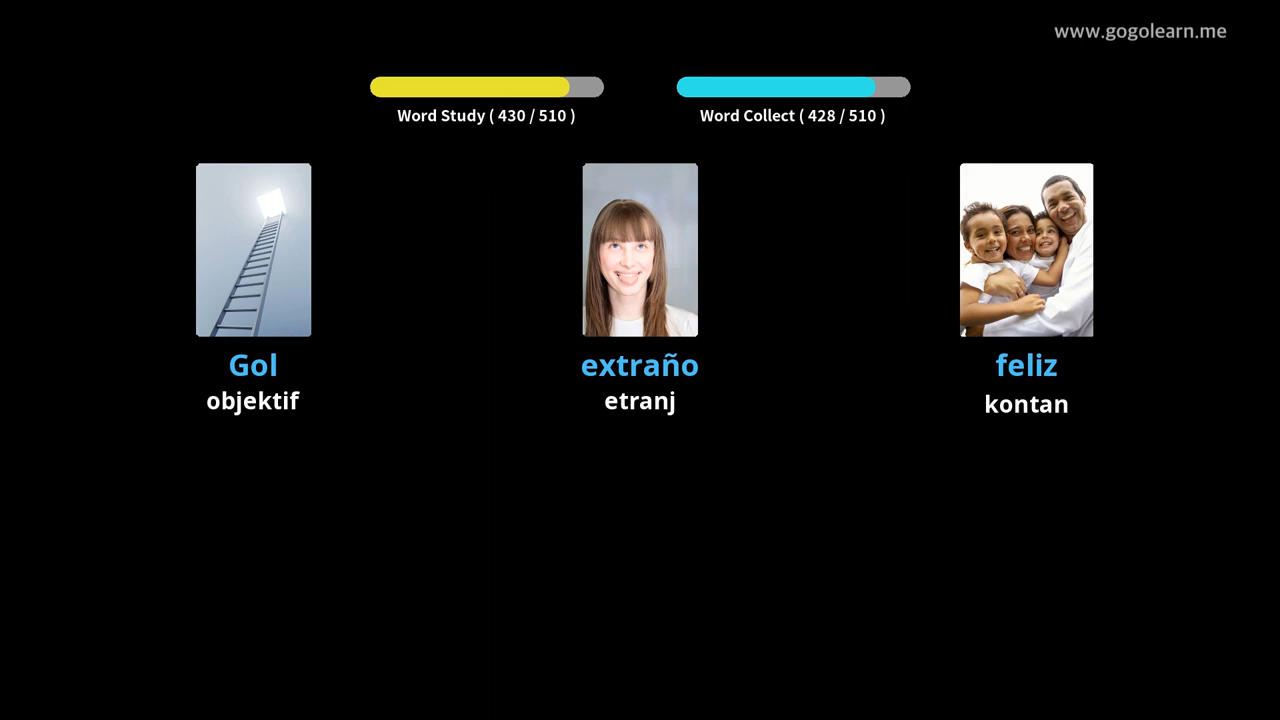 www.gogolearn.me
Word Study ( 430 / 510 )
Word Collect ( 428 / 510 )
Gol
objektif
extraño
etranj
feliz
kontan